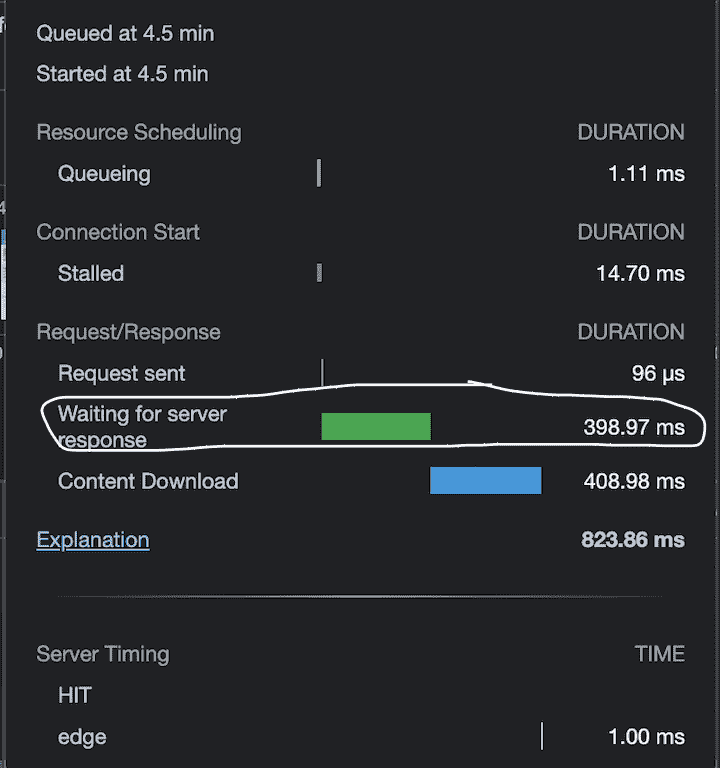 Queued at 4.5 min
Started at 4.5 min
Resource Scheduling DURATION
Queueing 1.11 ms
Connection Start DURATION
Stalled 14.70 ms
Request/Response DURATION
Request sent 96 μs
Waiting for server
response 398.97 ms
Content Download 408.98 ms
Explanation 823.86 ms
Server Timing TIME
HIT
edge 1.00 ms